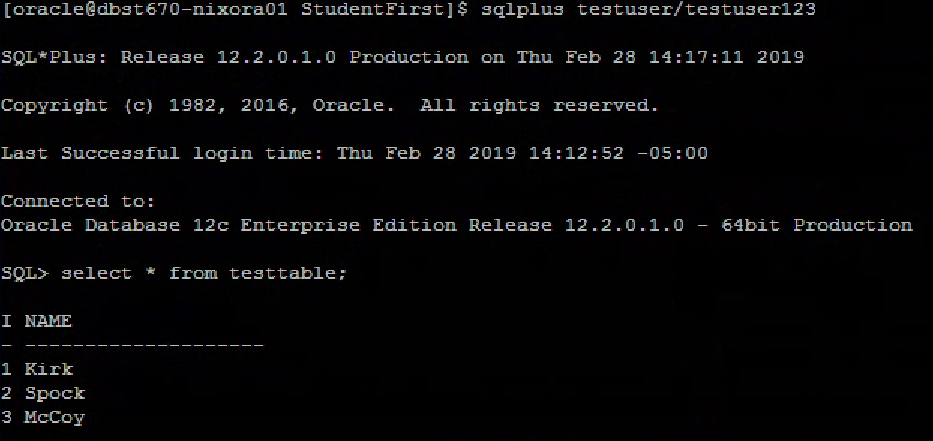 [oracle@dbst670-nixora01 StudentFirst]$ sqlplus testuser/testuser123
SQL*Plus: Release 12.2.0.1.0 Production on Thu Feb 28 14:17:11 2019
Copyright (c) 1982, 2016, Oracle.  All rights reserved.
Last Successful login time: Thu Feb 28 2019 14:12:52 -05:00
Connected to:
Oracle Database 12c Enterprise Edition Release 12.2.0.1.0 - 64bit Production
SQL> select * from testtable;
I NAME
- --------------------
1 Kirk
2 Spock
3 McCoy